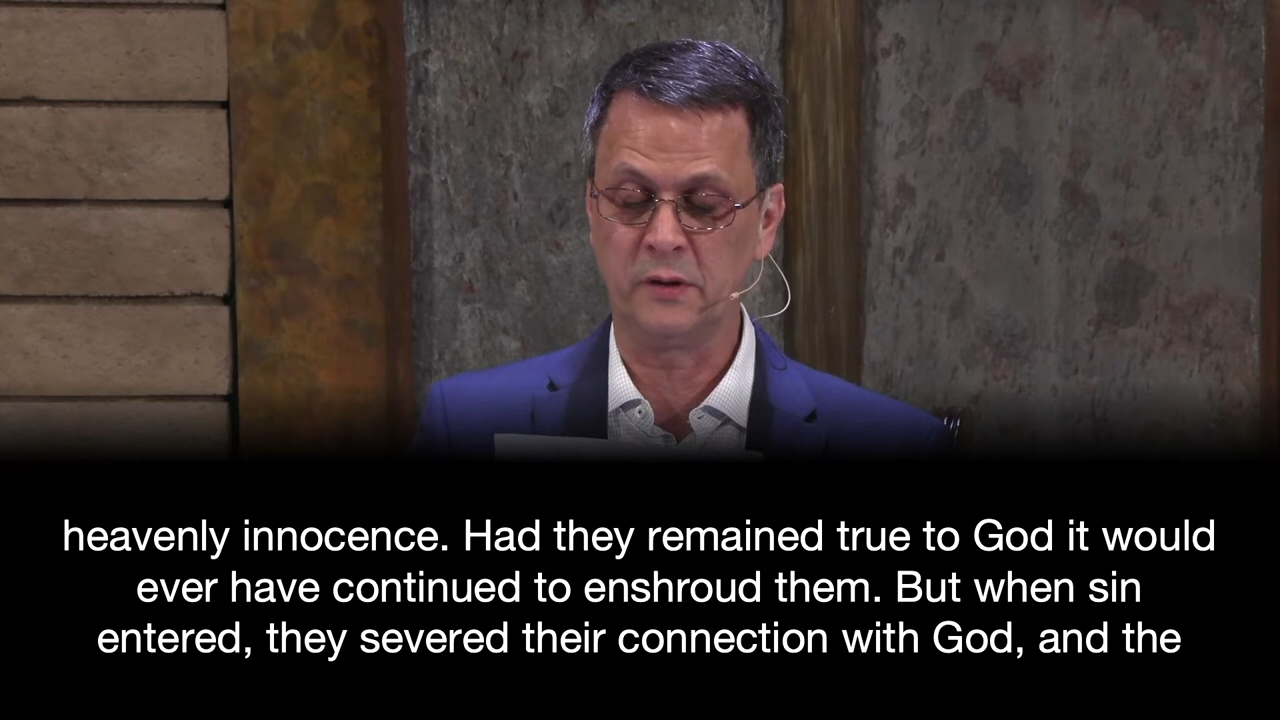 heavenly innocence. Had they remained true to God it would
ever have continued to enshroud them. But when sin
entered, they severed their connection with God, and the